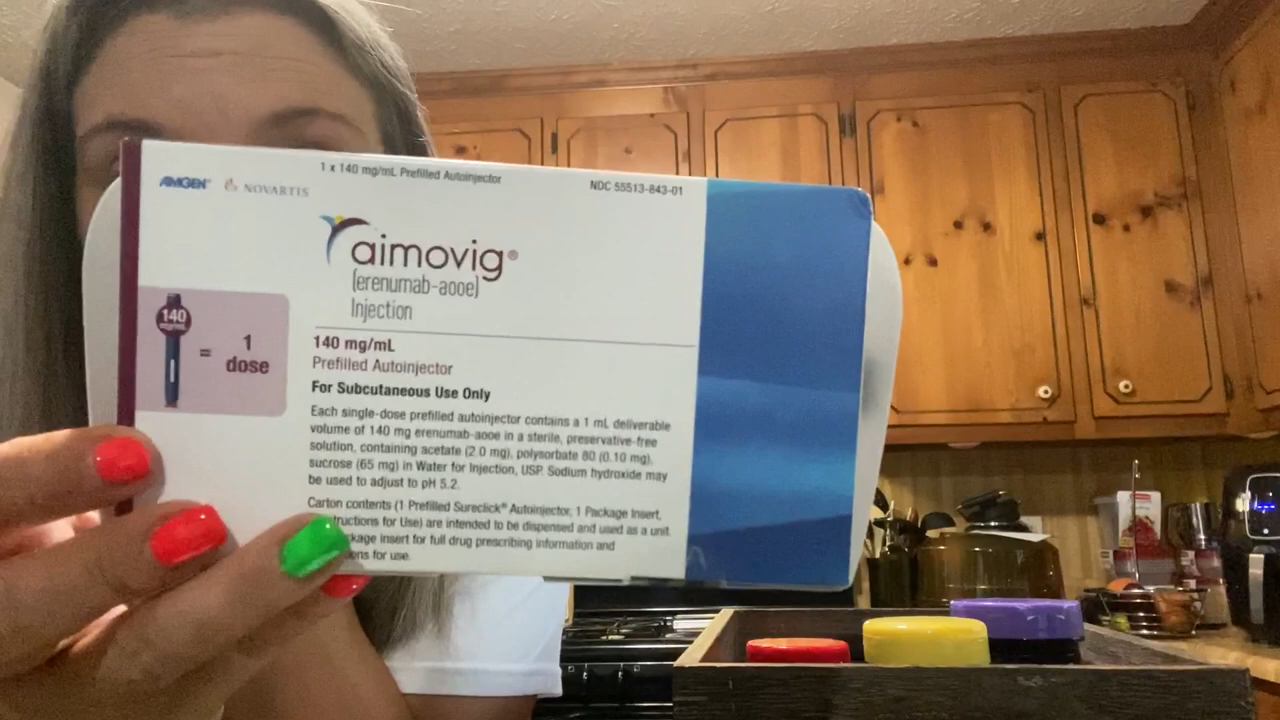 1 x 140 mg/mL Prefilled Autoinjector
AMGEN NOVARTIS
NDC 55513-843-01
aimovig®
(erenumab-aooe)
Injection
140
mg/mL
= 1
dose
140 mg/mL
Prefilled Autoinjector
For Subcutaneous Use Only
Each single-dose prefilled autoinjector contains a 1 mL deliverable
volume of 140 mg erenumab-aooe in a sterile, preservative-free
solution, containing acetate (2.0 mg), polysorbate 80 (0.10 mg),
sucrose (65 mg) in Water for Injection, USP. Sodium hydroxide may
be used to adjust to pH 5.2.
Carton contents (1 Prefilled Sureclick® Autoinjector, 1 Package Insert,
tructions for Use) are intended to be dispensed and used as a unit.
kage insert for full drug prescribing information and
ons for use.